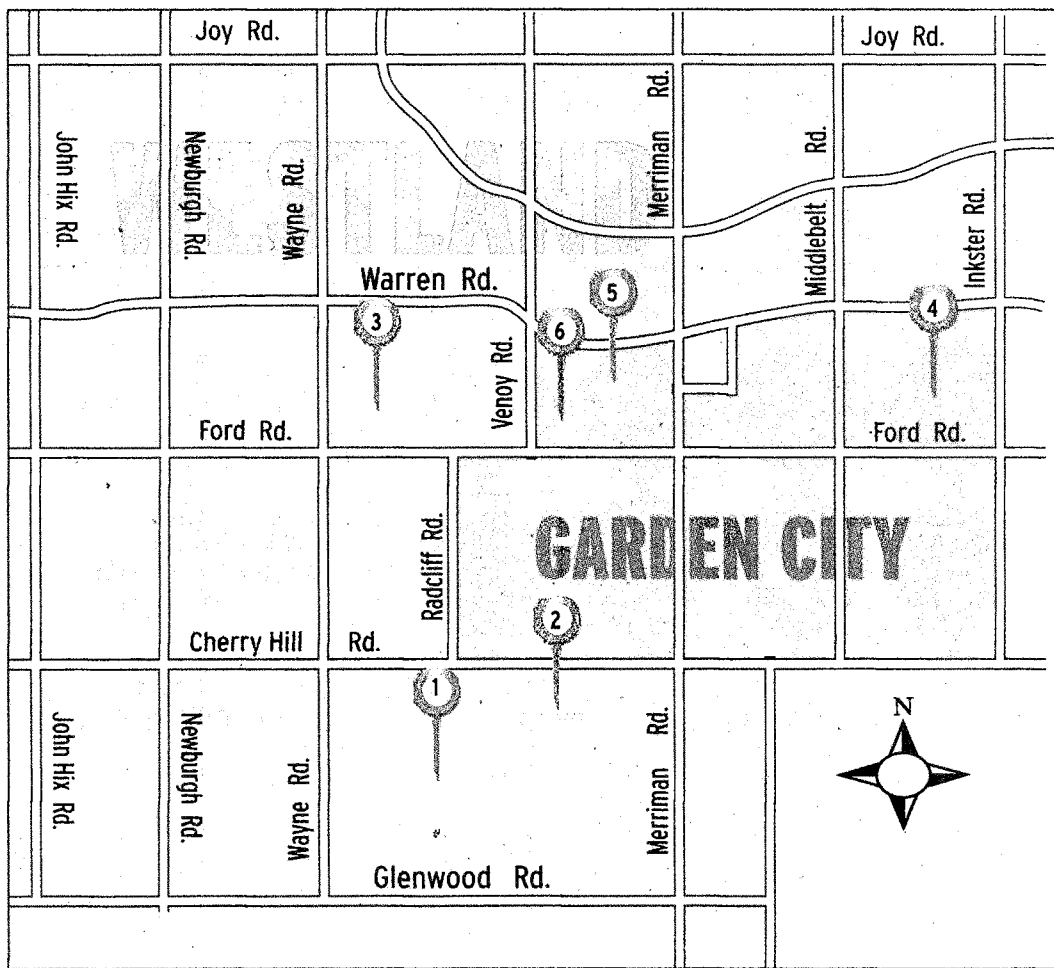 Joy Rd.
Joy Rd.
John Hix Rd.
Newburgh Rd.
Wayne Rd.
Merriman Rd.
Middlebelt Rd.
Inkster Rd.
WESTLAND
Warren Rd.
3
5
6
4
Venoy Rd.
Ford Rd.
Ford Rd.
Radcliff Rd.
GARDEN CITY
2
Cherry Hill Rd.
1
John Hix Rd.
Newburgh Rd.
Wayne Rd.
Merriman Rd.
N
Glenwood Rd.